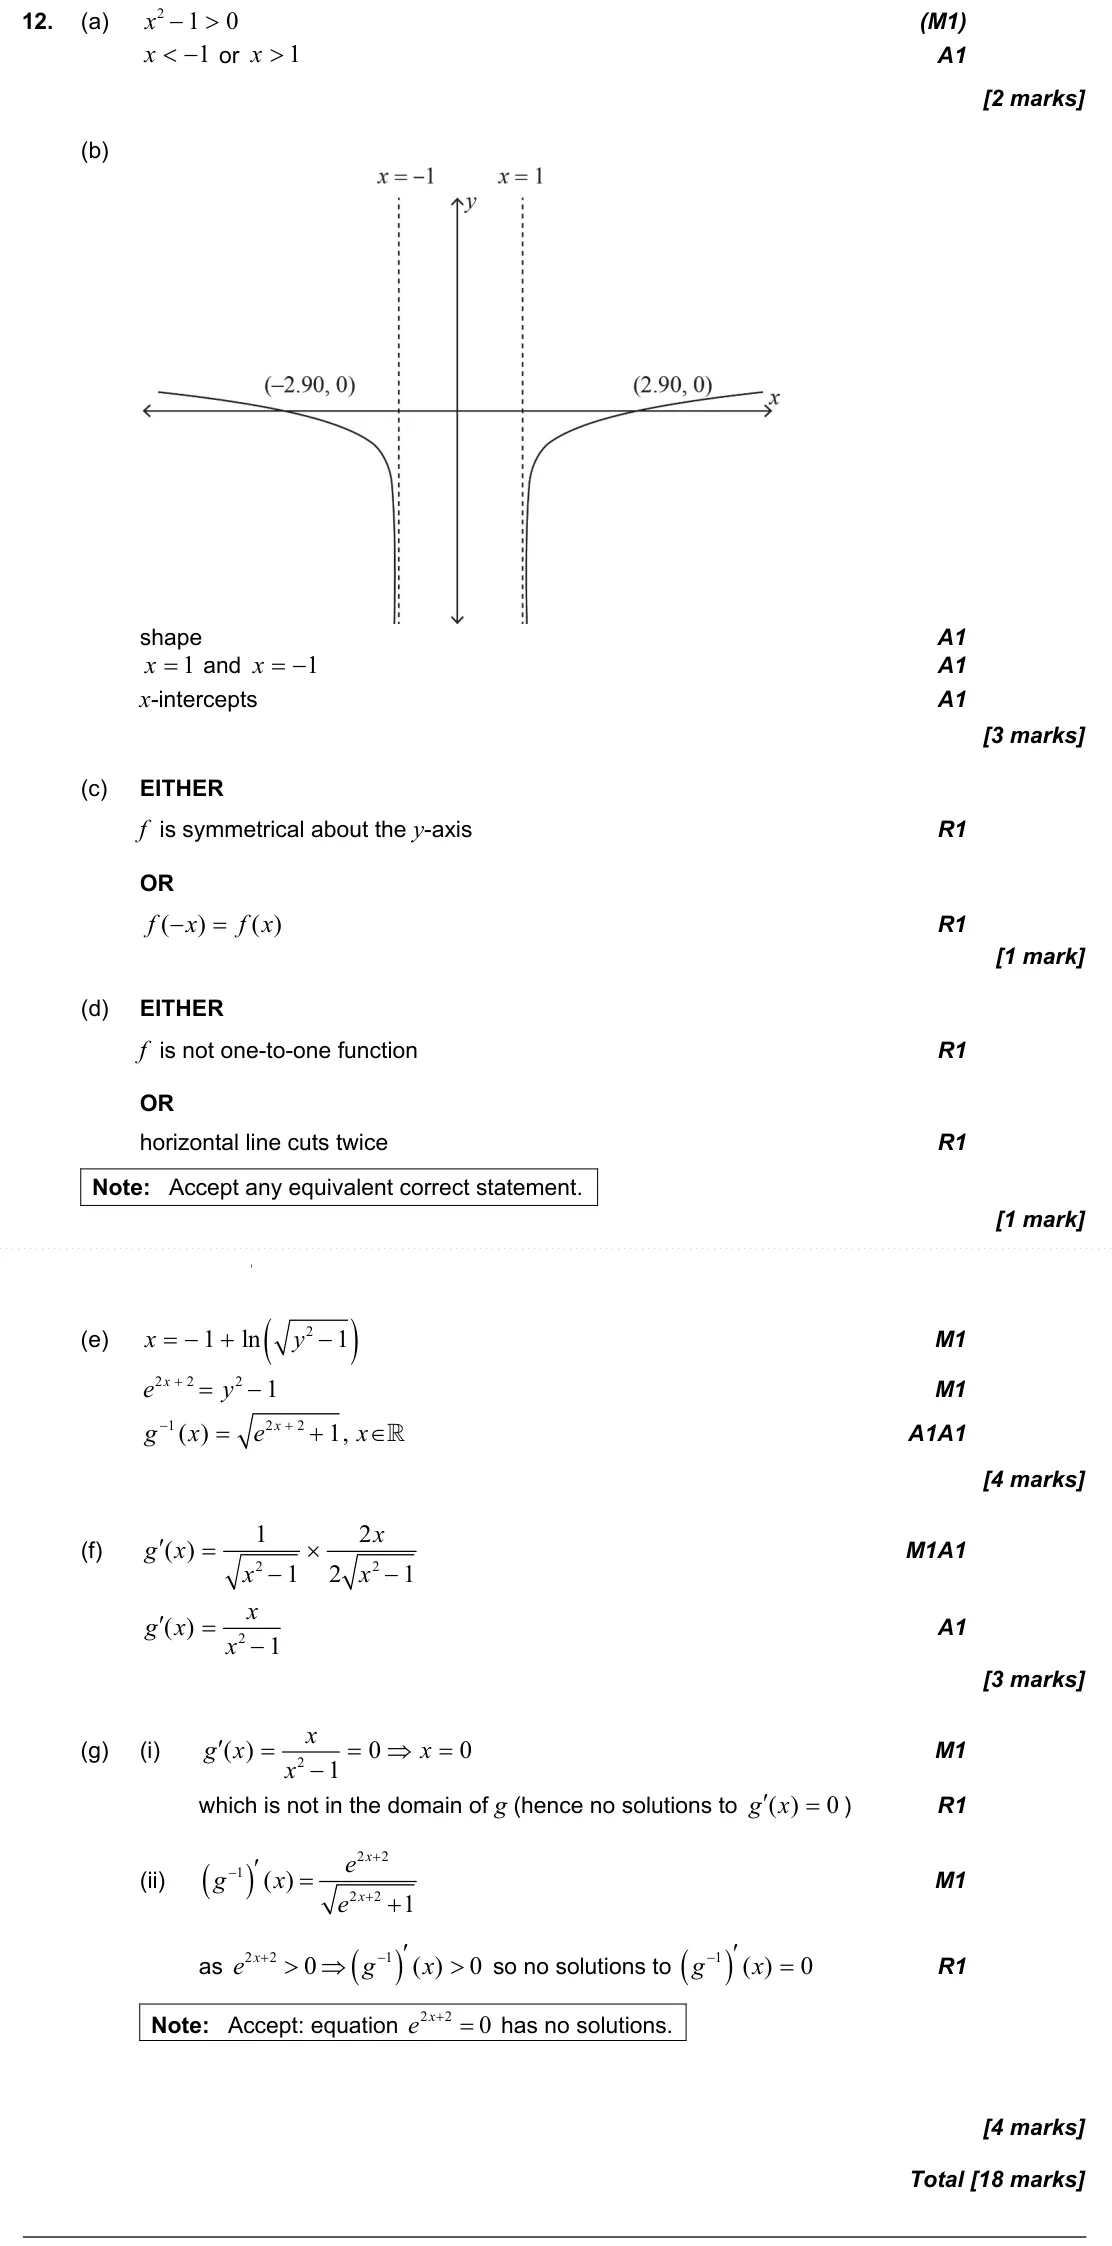 12. (a) x² − 1 > 0 (M1)
x < −1 or x > 1 A1
[2 marks]
(b)
x = −1 x = 1
y
(−2.90, 0) (2.90, 0)
x
shape A1
x = 1 and x = −1 A1
x-intercepts A1
[3 marks]
(c) EITHER
f is symmetrical about the y-axis R1
OR
f(−x) = f(x) R1
[1 mark]
(d) EITHER
f is not one-to-one function R1
OR
horizontal line cuts twice R1
Note: Accept any equivalent correct statement.
[1 mark]
(e) x = −1 + ln(√(y² − 1)) M1
e^(2x + 2) = y² − 1 M1
g⁻¹(x) = √(e^(2x + 2) + 1), x ∈ ℝ A1A1
[4 marks]
(f) g′(x) = 1/√(x² − 1) × 2x/(2√(x² − 1)) M1A1
g′(x) = x/(x² − 1) A1
[3 marks]
(g) (i) g′(x) = x/(x² − 1) = 0 ⇒ x = 0 M1
which is not in the domain of g (hence no solutions to g′(x) = 0 ) R1
(ii) (g⁻¹)′(x) = e^(2x+2)/√(e^(2x+2) + 1) M1
as e^(2x+2) > 0 ⇒ (g⁻¹)′(x) > 0 so no solutions to (g⁻¹)′(x) = 0 R1
Note: Accept: equation e^(2x+2) = 0 has no solutions.
[4 marks]
Total [18 marks]